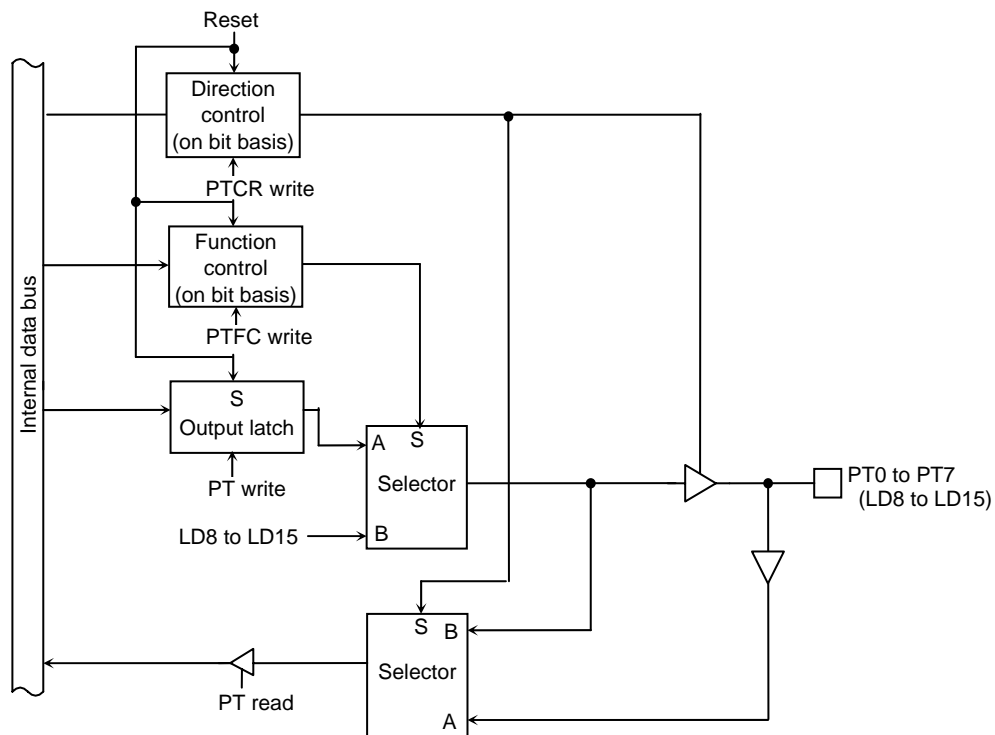 Reset
Direction
control
(on bit basis)
PTCR write
Function
control
(on bit basis)
PTFC write
Internal data bus
S
Output latch
PT write
A
S
Selector
B
LD8 to LD15
PT0 to PT7
(LD8 to LD15)
S
B
Selector
A
PT read